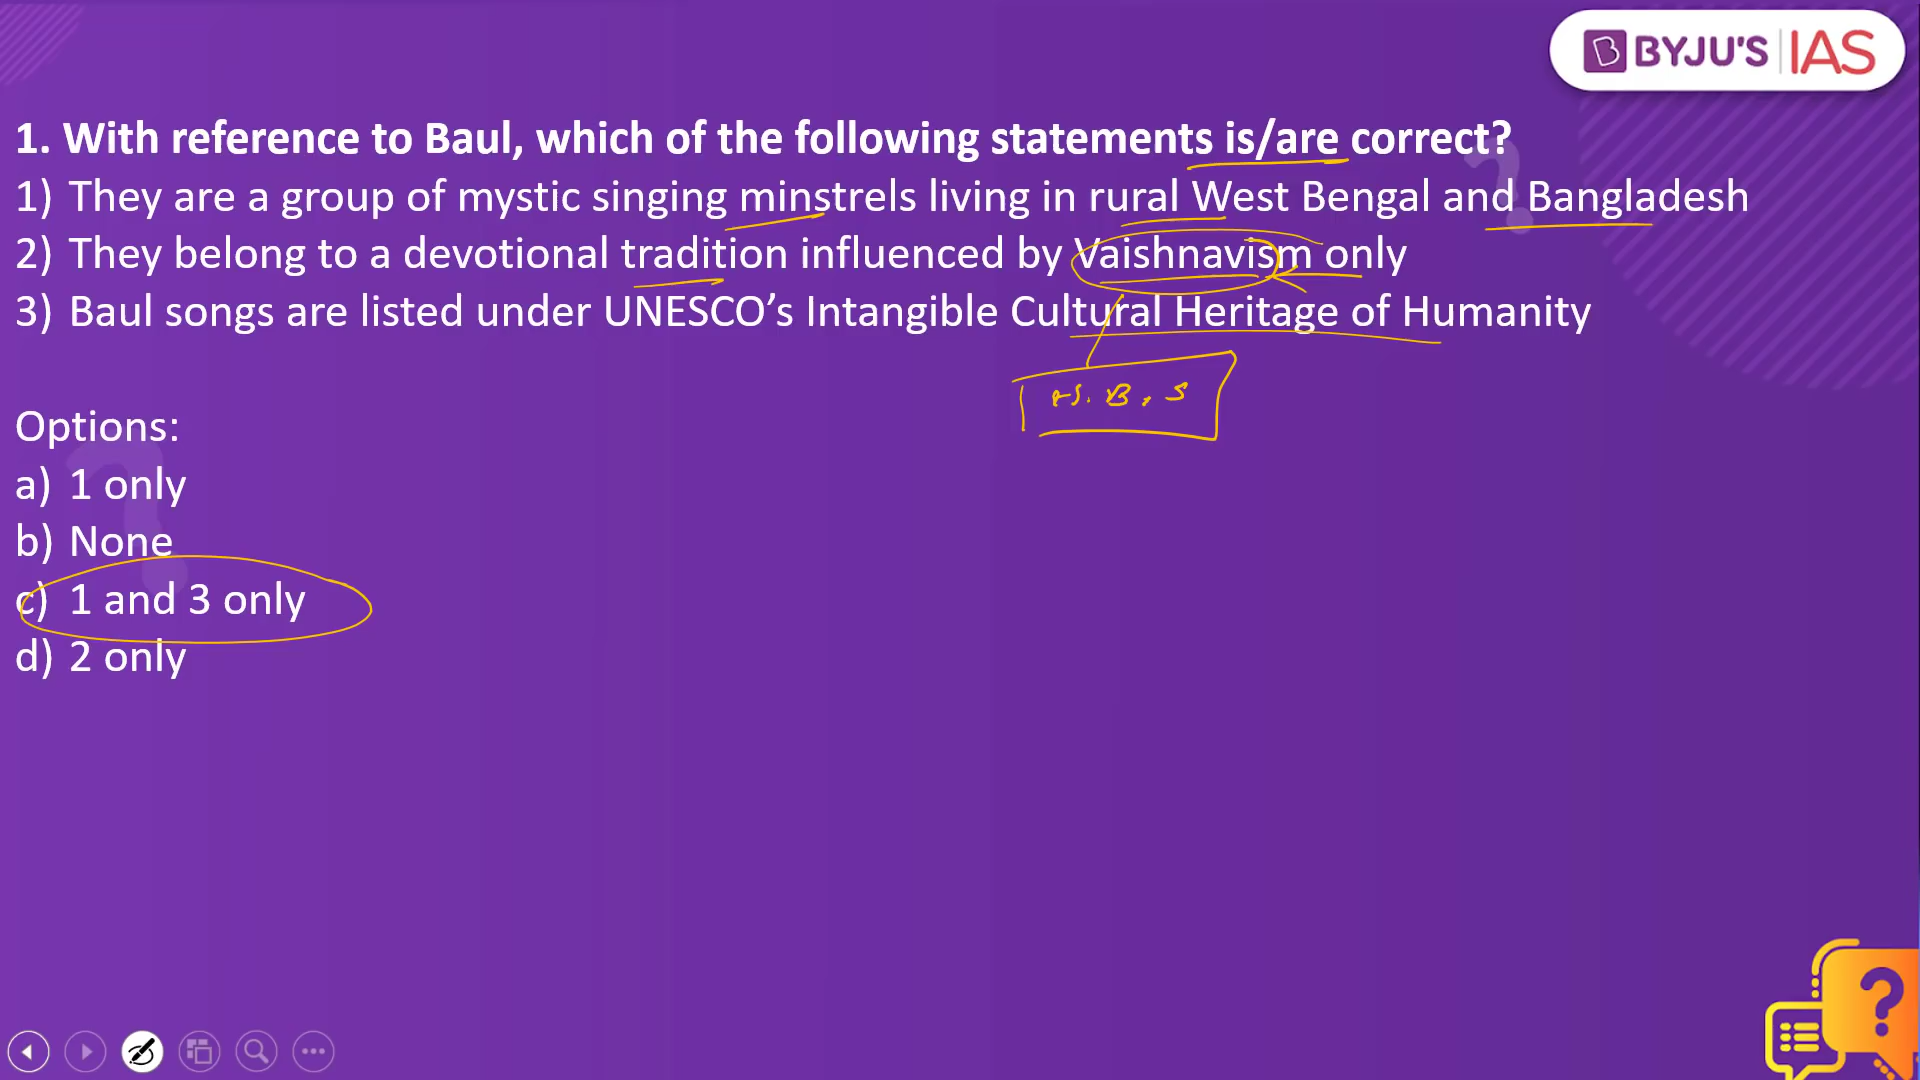 BYJU'S IAS
1. With reference to Baul, which of the following statements is/are correct?
1) They are a group of mystic singing minstrels living in rural West Bengal and Bangladesh
2) They belong to a devotional tradition influenced by Vaishnavism only
3) Baul songs are listed under UNESCO’s Intangible Cultural Heritage of Humanity
H. B, S
Options:
a) 1 only
b) None
c) 1 and 3 only
d) 2 only